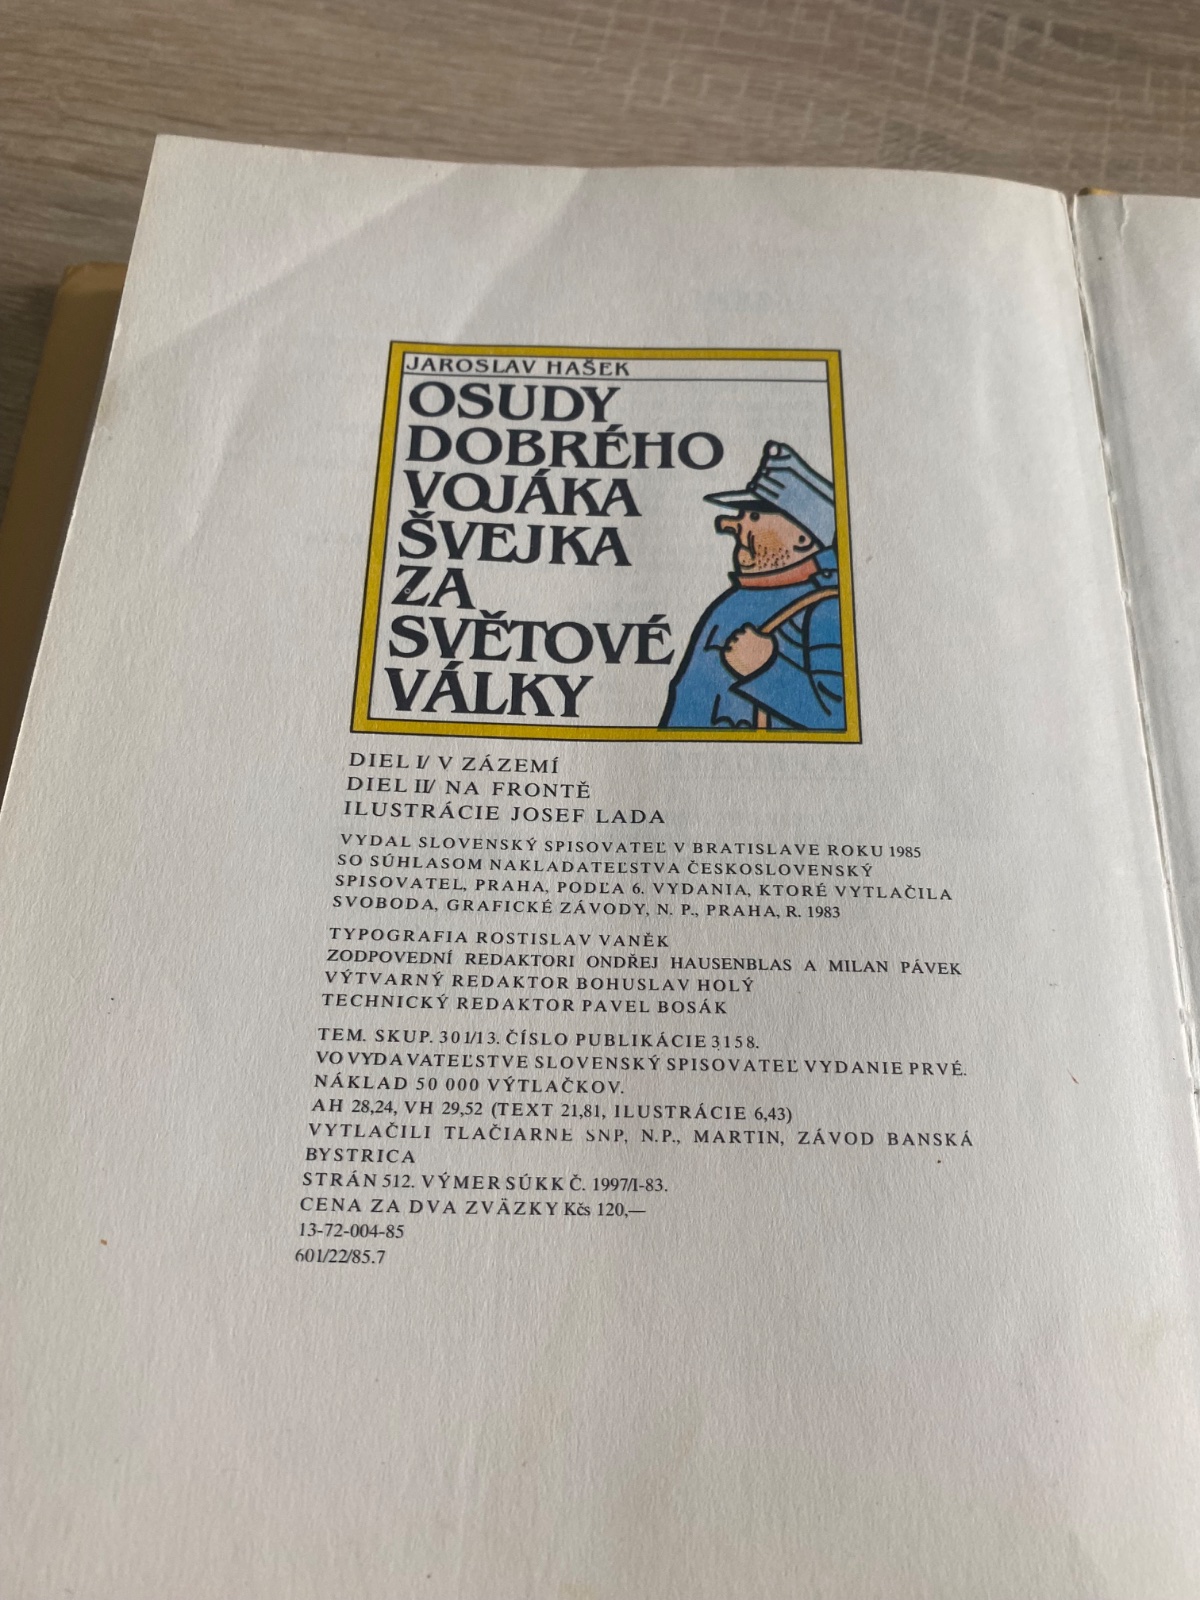 JAROSLAV HAŠEK
OSUDY
DOBRÉHO
VOJÁKA
ŠVEJKA
ZA
SVĚTOVÉ
VÁLKY
DIEL I/ V ZÁZEMÍ
DIEL II/ NA FRONTĚ
ILUSTRÁCIE JOSEF LADA
VYDAL SLOVENSKÝ SPISOVATEĽ V BRATISLAVE ROKU 1985
SO SÚHLASOM NAKLADATEĽSTVA ČESKOSLOVENSKÝ
SPISOVATEL, PRAHA, PODĽA 6. VYDANIA, KTORÉ VYTLAČILA
SVOBODA, GRAFICKÉ ZÁVODY, N. P., PRAHA, R. 1983
TYPOGRAFIA ROSTISLAV VANĚK
ZODPOVEDNÍ REDAKTORI ONDŘEJ HAUSENBLAS A MILAN PÁVEK
VÝTVARNÝ REDAKTOR BOHUSLAV HOLÝ
TECHNICKÝ REDAKTOR PAVEL BOSÁK
TEM. SKUP. 301/13. ČÍSLO PUBLIKÁCIE 3158.
VO VYDAVATEĽSTVE SLOVENSKÝ SPISOVATEĽ VYDANIE PRVÉ.
NÁKLAD 50 000 VÝTLAČKOV.
AH 28,24, VH 29,52 (TEXT 21,81, ILUSTRÁCIE 6,43)
VYTLAČILI TLAČIARNE SNP, N.P., MARTIN, ZÁVOD BANSKÁ
BYSTRICA
STRÁN 512. VÝMER SÚKK Č. 1997/I-83.
CENA ZA DVA ZVÄZKY Kčs 120,—
13-72-004-85
601/22/85.7